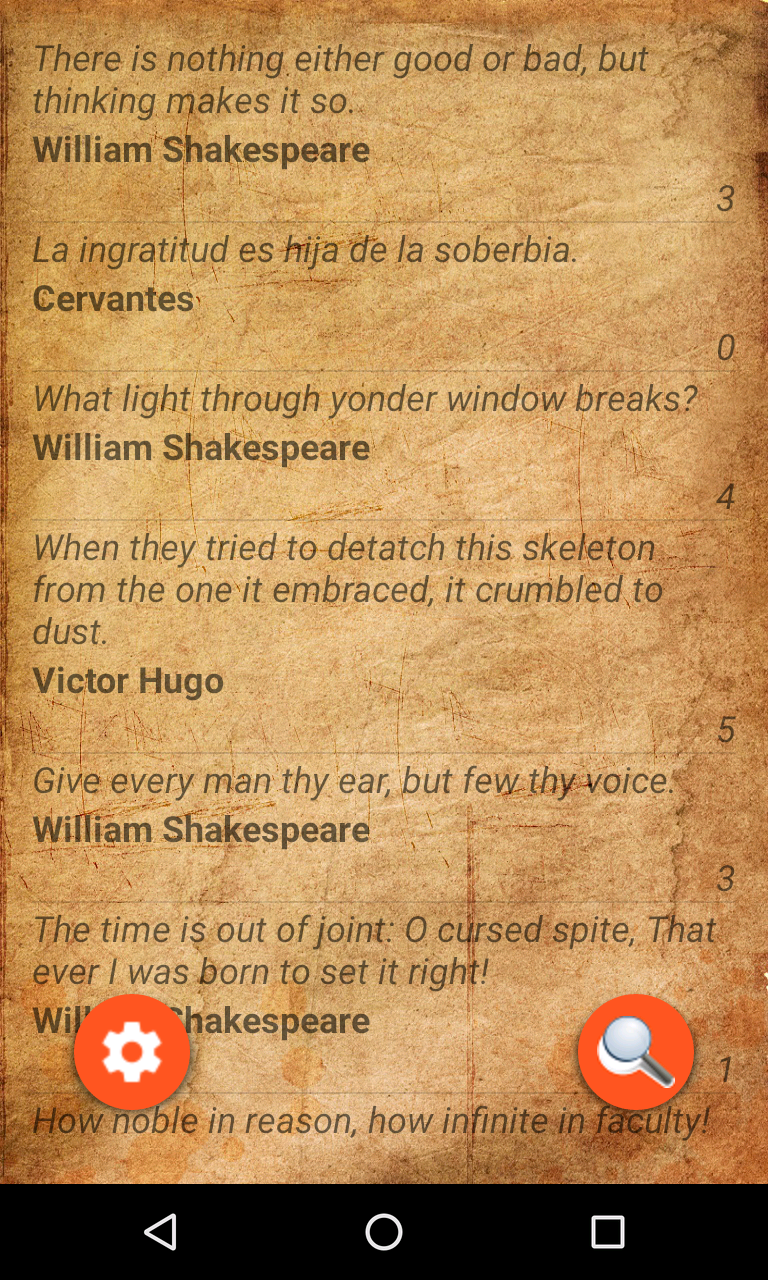 There is nothing either good or bad, but
thinking makes it so.
William Shakespeare
3
La ingratitud es hija de la soberbia.
Cervantes
0
What light through yonder window breaks?
William Shakespeare
4
When they tried to detatch this skeleton
from the one it embraced, it crumbled to
dust.
Victor Hugo
5
Give every man thy ear, but few thy voice.
William Shakespeare
3
The time is out of joint: O cursed spite, That
ever I was born to set it right!
Shakespeare
1
How noble in reason, how infinite in faculty!